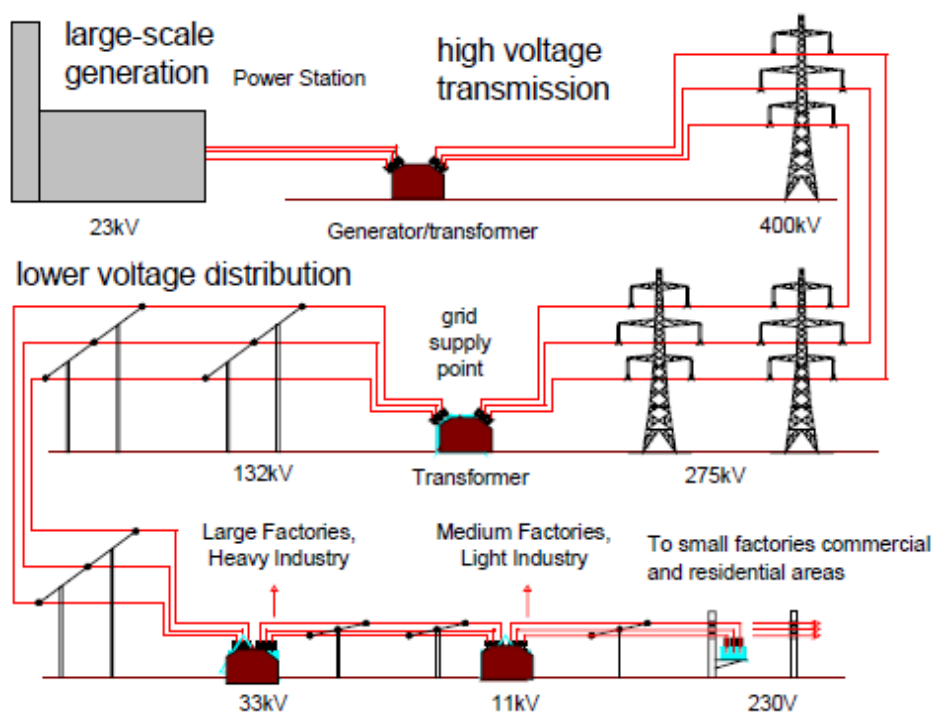 large-scale
generation
Power Station
high voltage
transmission
23kV
Generator/transformer
400kV
lower voltage distribution
grid
supply
point
132kV
Transformer
275kV
Large Factories,
Heavy Industry
Medium Factories,
Light Industry
To small factories commercial
and residential areas
33kV
11kV
230V